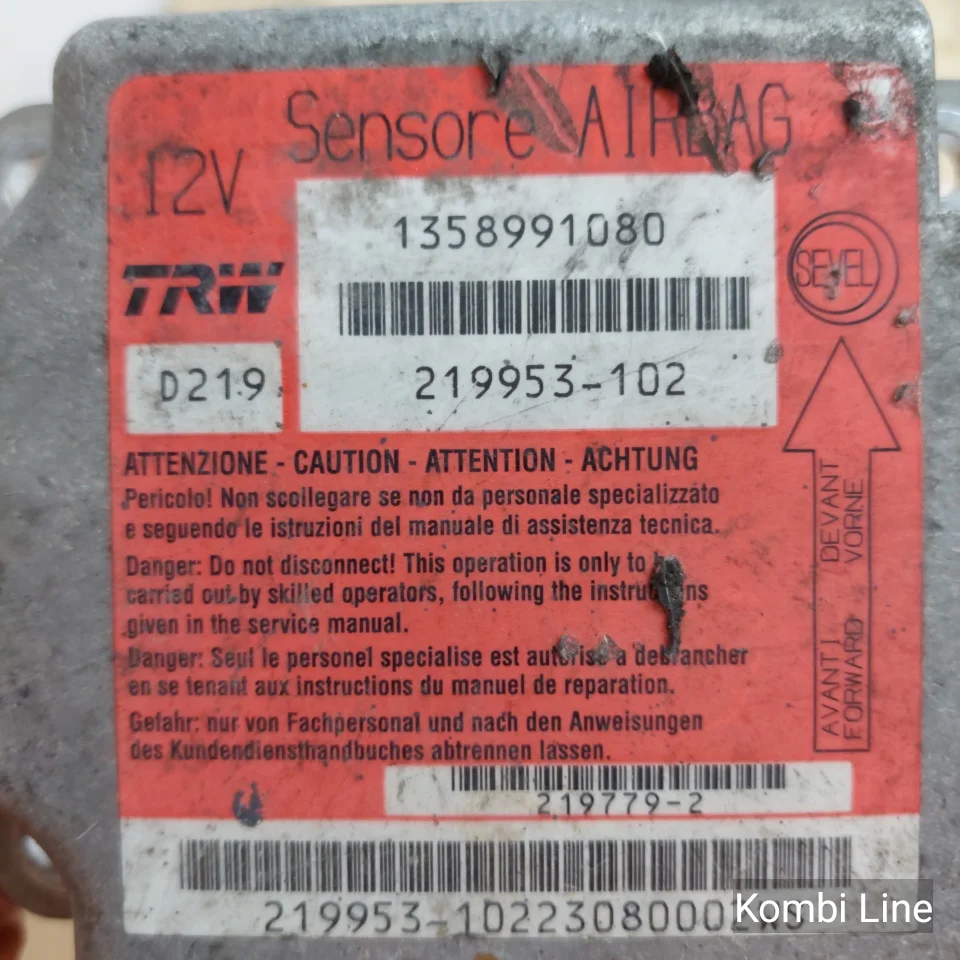 Sensore AIRBAG
12V
1358991080
TRW
SEVEL
D219
219953-102
ATTENZIONE - CAUTION - ATTENTION - ACHTUNG
Pericolo! Non scollegare se non da personale specializzato
e seguendo le istruzioni del manuale di assistenza tecnica.
Danger: Do not disconnect! This operation is only to be
carried out by skilled operators, following the instructions
given in the service manual.
Danger: Seul le personel specialise est autorise a debrancher
en se tenant aux instructions du manuel de reparation.
Gefahr: nur von Fachpersonal und nach den Anweisungen
des Kundendiensthandbuches abtrennen lassen.
AVANTI DEVANT
FORWARD VORNE
219779-2
Kombi Line